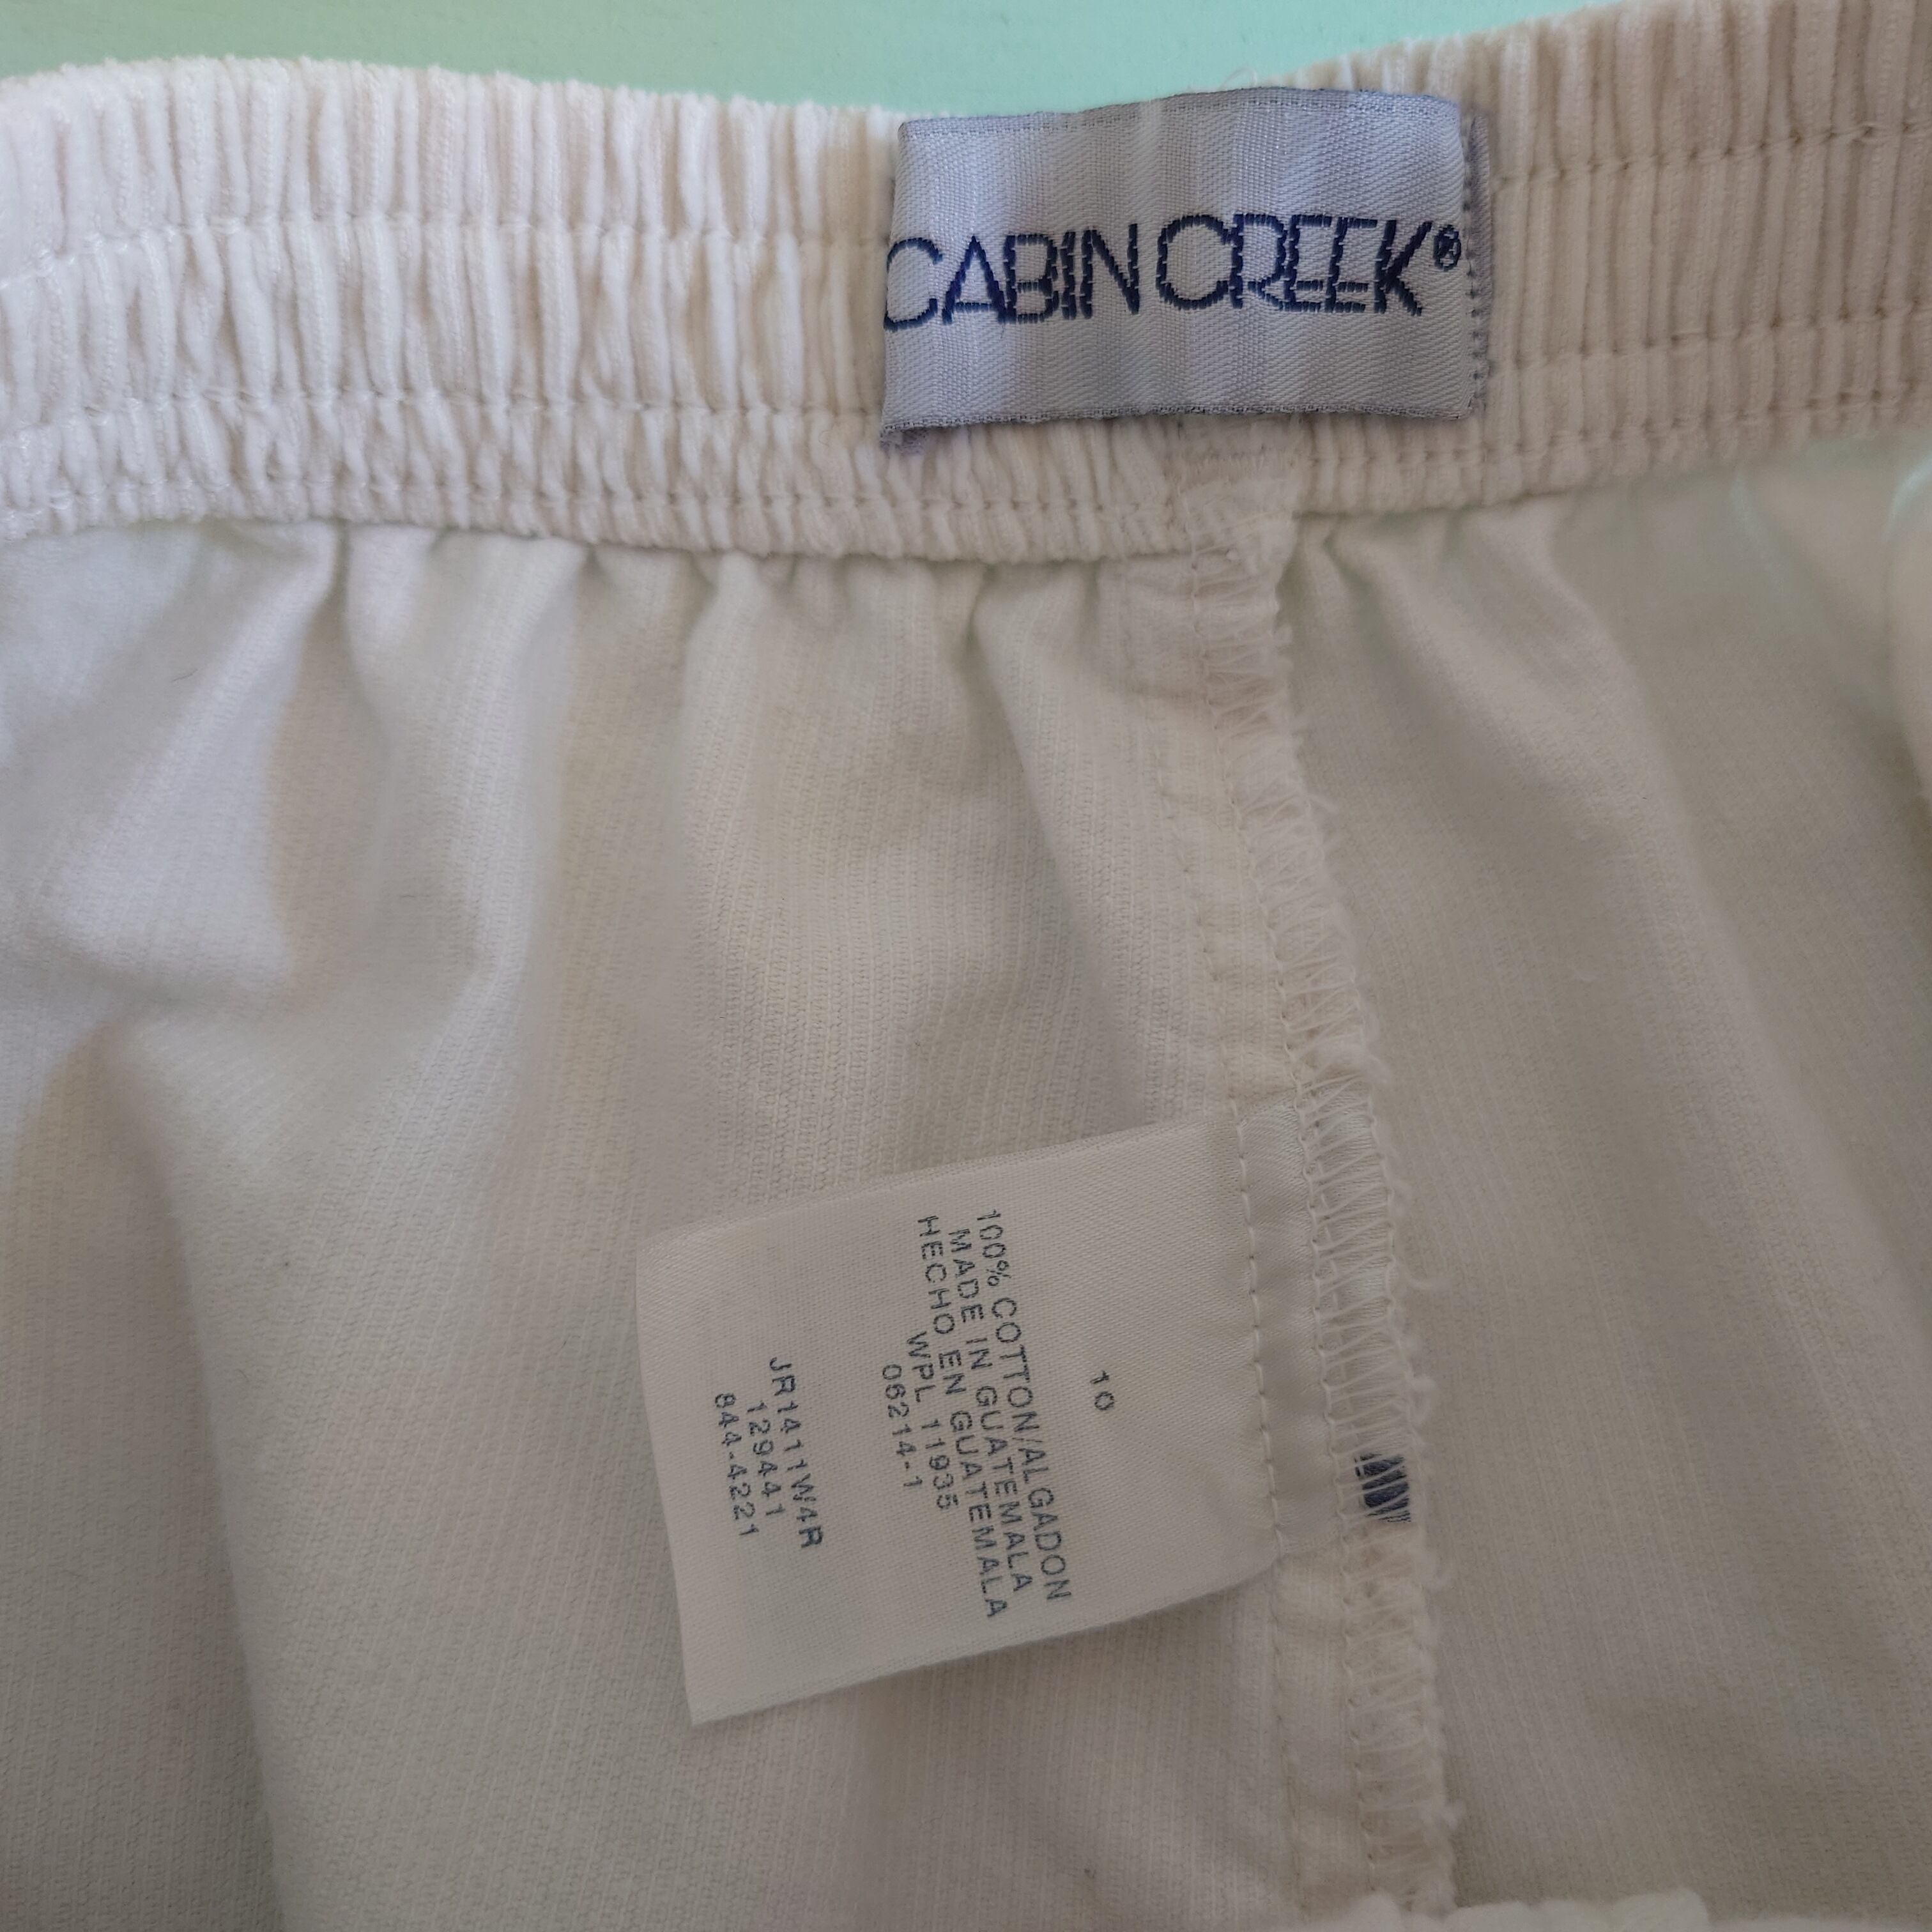 CABIN CREEK®
10
100% COTTON/ALGADON
MADE IN GUATEMALA
HECHO EN GUATEMALA
WPL 11935
06214-1
JR1411W4R
129441
844-4221